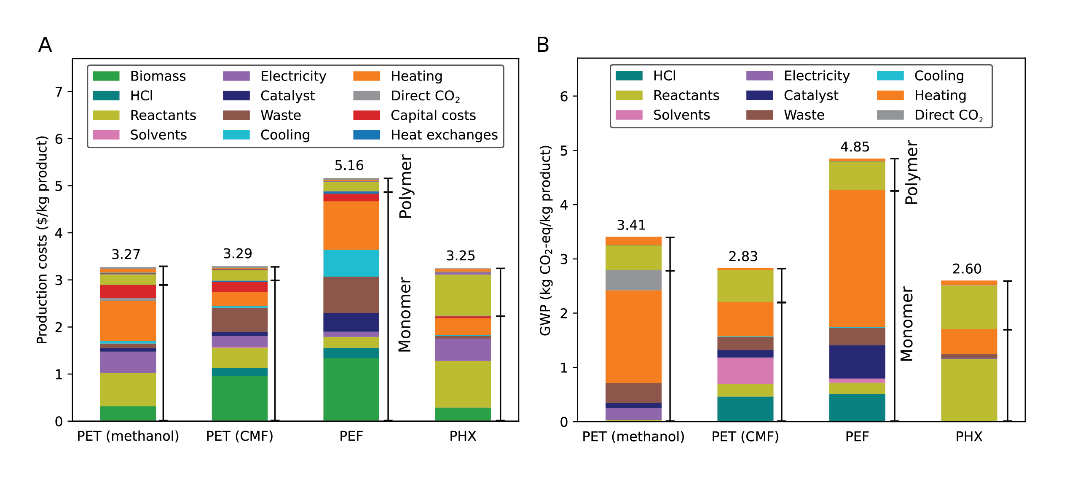 A
B
Biomass
HCl
Reactants
Solvents
Electricity
Catalyst
Waste
Cooling
Heating
Direct CO₂
Capital costs
Heat exchanges
Production costs ($/kg product)
7
6
5
4
3
2
1
0
3.27
3.29
5.16
3.25
Polymer
Monomer
PET (methanol)
PET (CMF)
PEF
PHX
HCl
Reactants
Solvents
Electricity
Catalyst
Waste
Cooling
Heating
Direct CO₂
GWP (kg CO₂-eq/kg product)
6
5
4
3
2
1
0
3.41
2.83
4.85
2.60
Polymer
Monomer
PET (methanol)
PET (CMF)
PEF
PHX